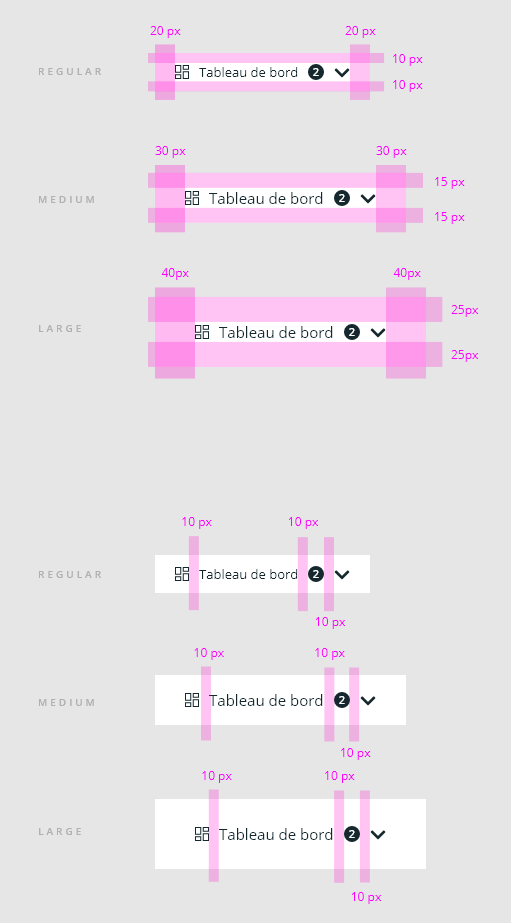 20 px 20 px
REGULAR Tableau de bord 2 10 px
10 px
30 px 30 px
15 px
MEDIUM Tableau de bord 2
15 px
40px 40px
25px
LARGE Tableau de bord 2
25px
10 px 10 px
REGULAR Tableau de bord 2
10 px
10 px 10 px
MEDIUM Tableau de bord 2
10 px
10 px 10 px
LARGE Tableau de bord 2
10 px